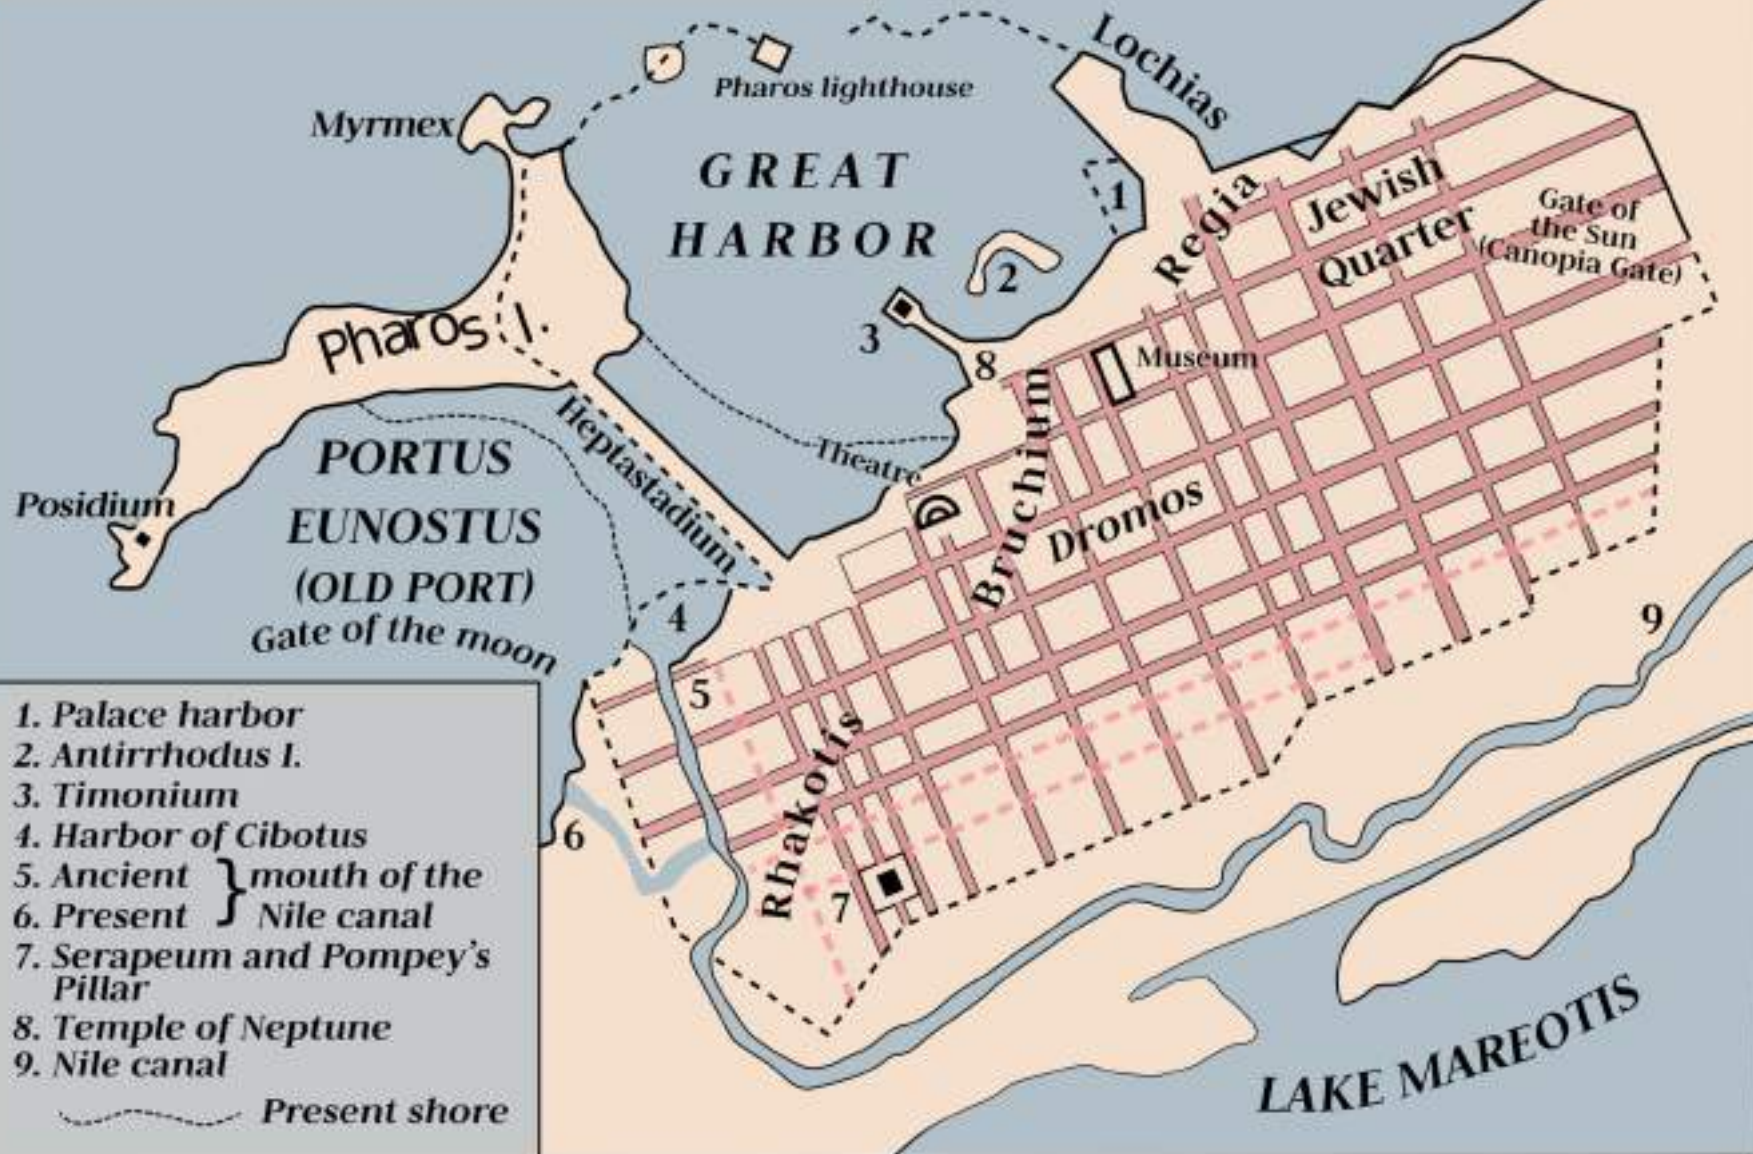 Lochias
Pharos lighthouse
Myrmex
GREAT
HARBOR
1
Regia
Jewish
Quarter
Gate of
the Sun
(Canopia Gate)
2
3
8
Pharos I.
Museum
Heptastadium
Theatre
Bruchium
Dromos
PORTUS
EUNOSTUS
(OLD PORT)
Posidium
Gate of the moon
4
5
6
Rhakotis
7
9
LAKE MAREOTIS
1. Palace harbor
2. Antirrhodus I.
3. Timonium
4. Harbor of Cibotus
5. Ancient } mouth of the
6. Present } Nile canal
7. Serapeum and Pompey's
Pillar
8. Temple of Neptune
9. Nile canal
Present shore